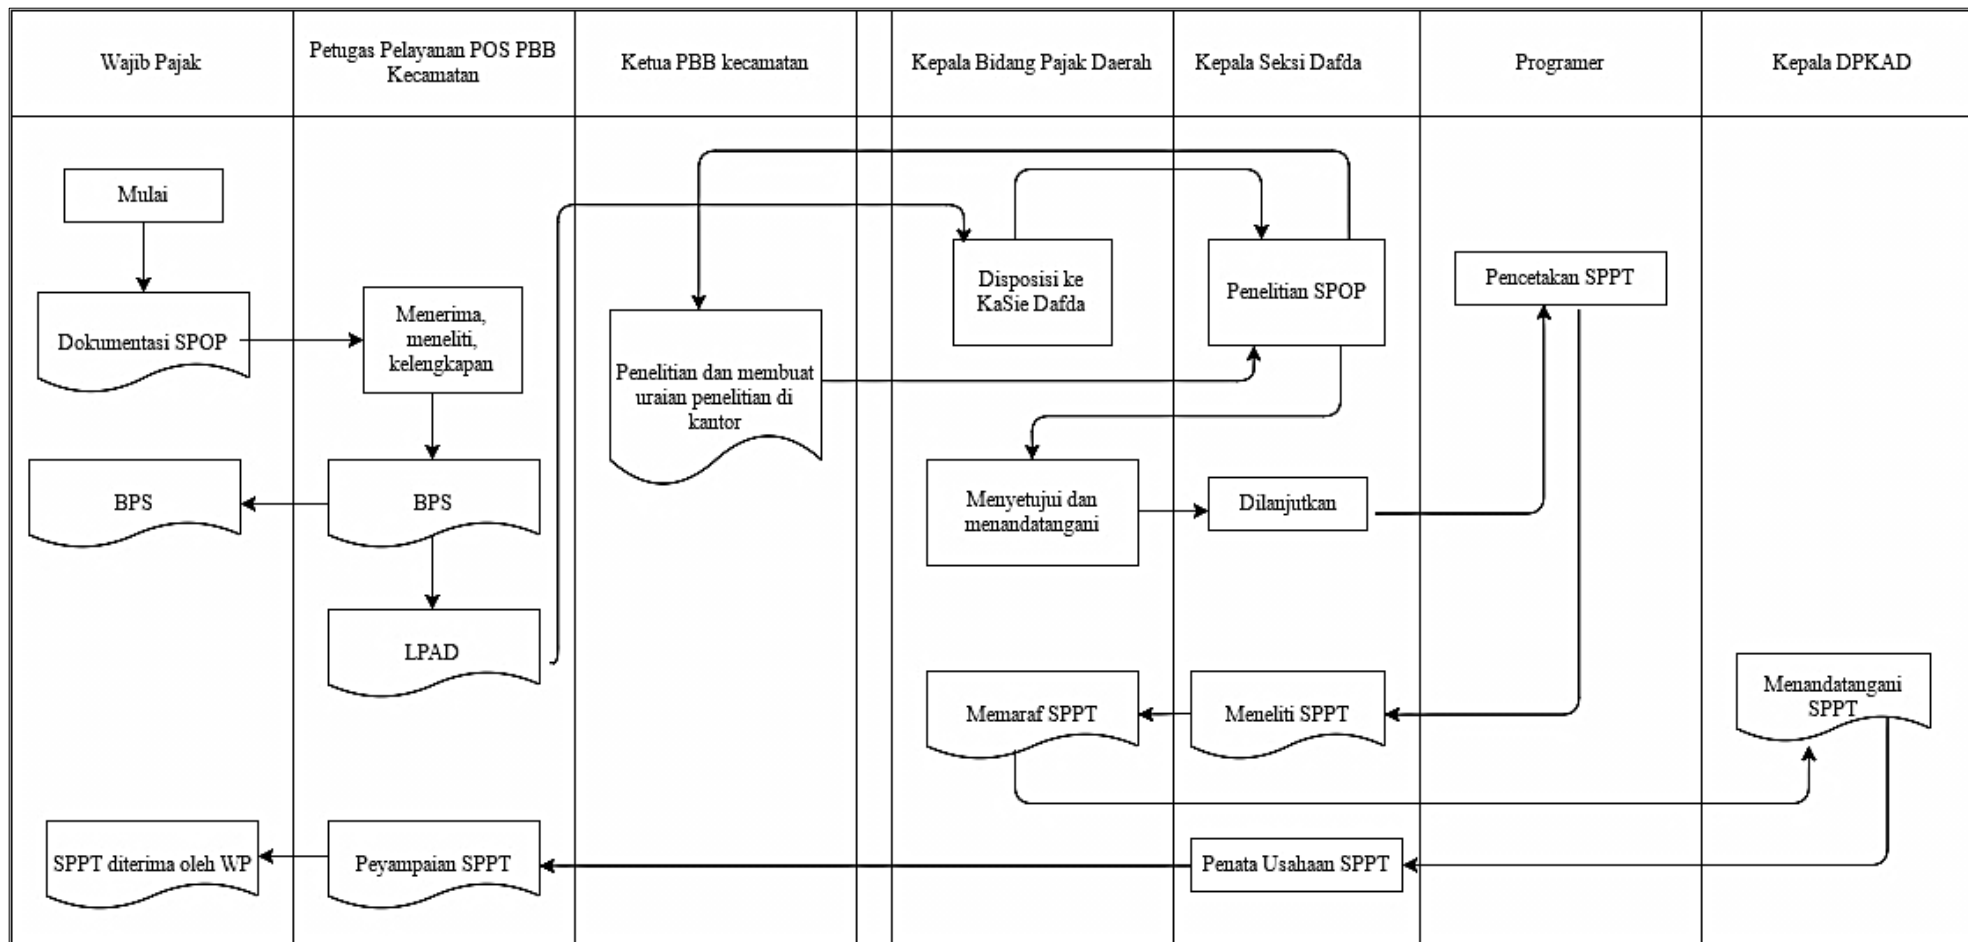 Wajib Pajak
Petugas Pelayanan POS PBB
Kecamatan
Ketua PBB kecamatan
Kepala Bidang Pajak Daerah
Kepala Seksi Dafda
Programer
Kepala DPKAD
Mulai
Dokumentasi SPOP
Menerima,
meneliti,
kelengkapan
Penelitian dan membuat
uraian penelitian di
kantor
Disposisi ke
KaSie Dafda
Penelitian SPOP
Pencetakan SPPT
BPS
BPS
Menyetujui dan
menandatangani
Dilanjutkan
LPAD
Memaraf SPPT
Meneliti SPPT
Menandatangani
SPPT
SPPT diterima oleh WP
Peyampaian SPPT
Penata Usahaan SPPT